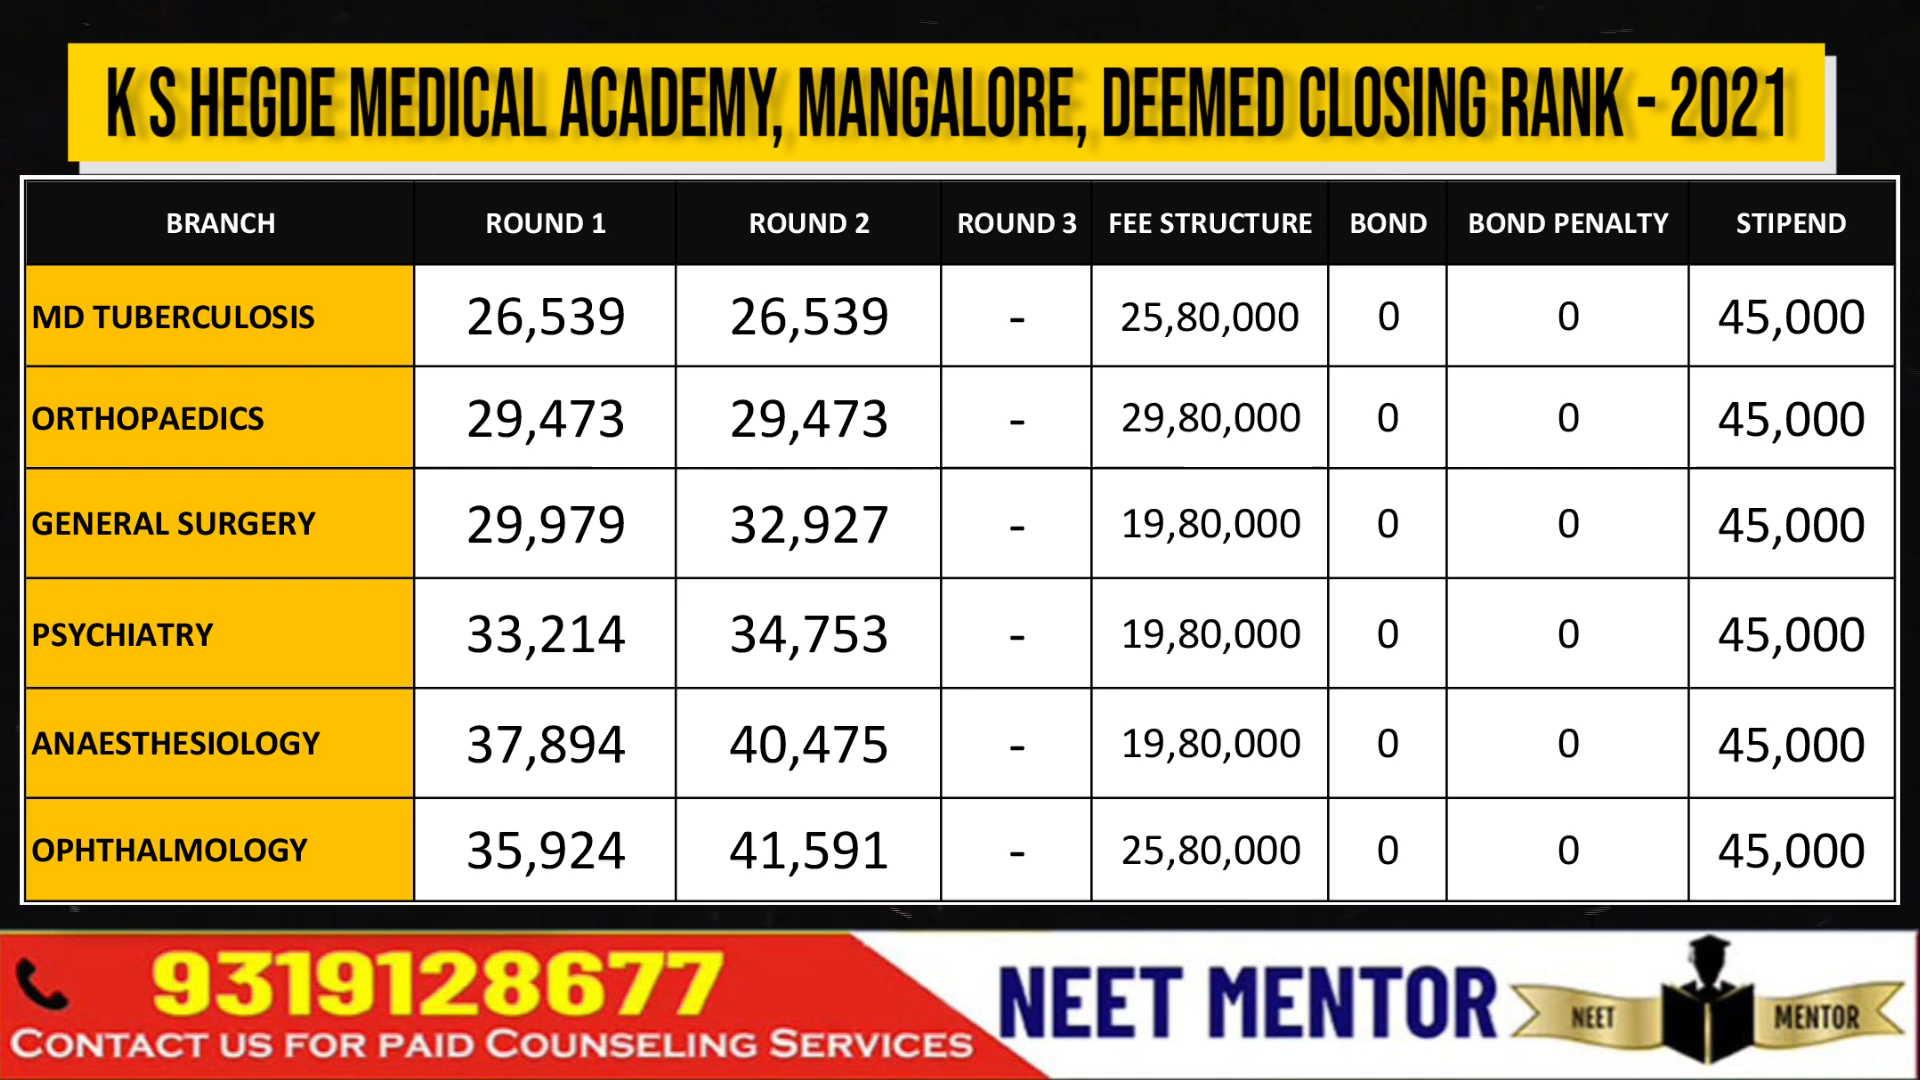 K S HEGDE MEDICAL ACADEMY, MANGALORE, DEEMED CLOSING RANK - 2021
BRANCH ROUND 1 ROUND 2 ROUND 3 FEE STRUCTURE BOND BOND PENALTY STIPEND
MD TUBERCULOSIS 26,539 26,539 - 25,80,000 0 0 45,000
ORTHOPAEDICS 29,473 29,473 - 29,80,000 0 0 45,000
GENERAL SURGERY 29,979 32,927 - 19,80,000 0 0 45,000
PSYCHIATRY 33,214 34,753 - 19,80,000 0 0 45,000
ANAESTHESIOLOGY 37,894 40,475 - 19,80,000 0 0 45,000
OPHTHALMOLOGY 35,924 41,591 - 25,80,000 0 0 45,000
9319128677
CONTACT US FOR PAID COUNSELING SERVICES
NEET MENTOR
NEET MENTOR